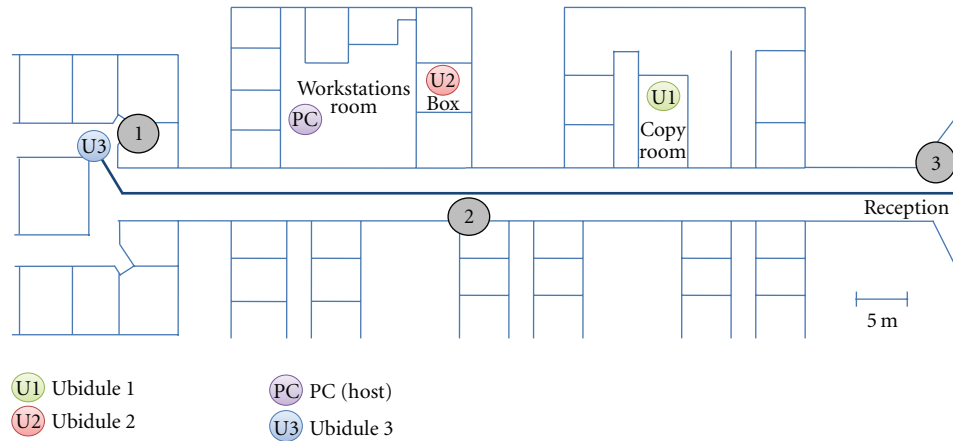 Workstations
room
U2
Box
PC
U1
Copy
room
U3
1
2
3
Reception
5 m
U1 Ubidule 1
U2 Ubidule 2
PC PC (host)
U3 Ubidule 3